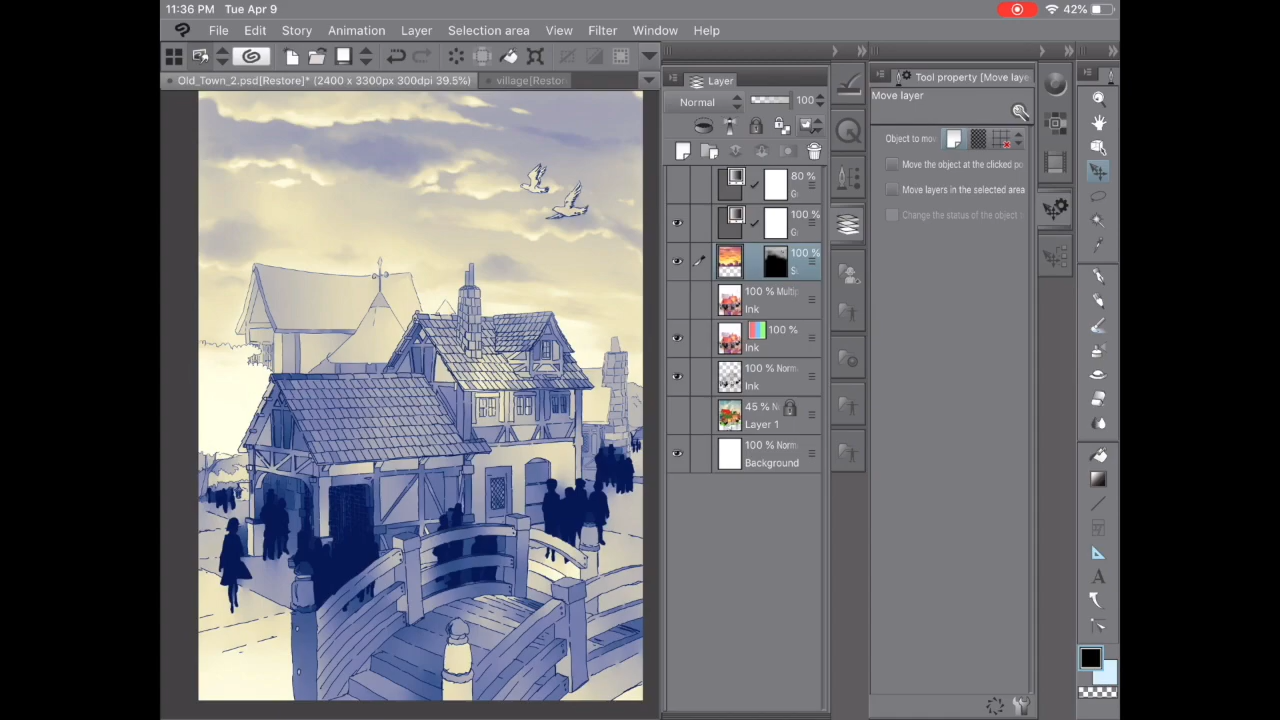 11:36 PM Tue Apr 9 42%
File Edit Story Animation Layer Selection area View Filter Window Help
Old_Town_2.psd[Restore]* (2400 x 3300px 300dpi 39.5%) village[Restor
Layer
Normal 100
80 %
G
100 %
G
100 %
S
100 % Multip
Ink
100 %
Ink
100 % Norm
Ink
45 % N
Layer 1
100 % Norm
Background
Tool property [Move laye
Move layer
Object to mo
Move the object at the clicked po
Move layers in the selected area
Change the status of the object
A